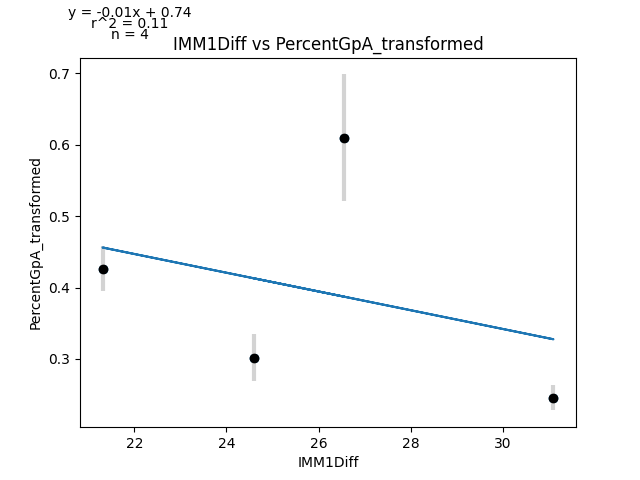 y = -0.01x + 0.74
r^2 = 0.11
n = 4
IMM1Diff vs PercentGpA_transformed
PercentGpA_transformed
0.7
0.6
0.5
0.4
0.3
22 24 26 28 30
IMM1Diff